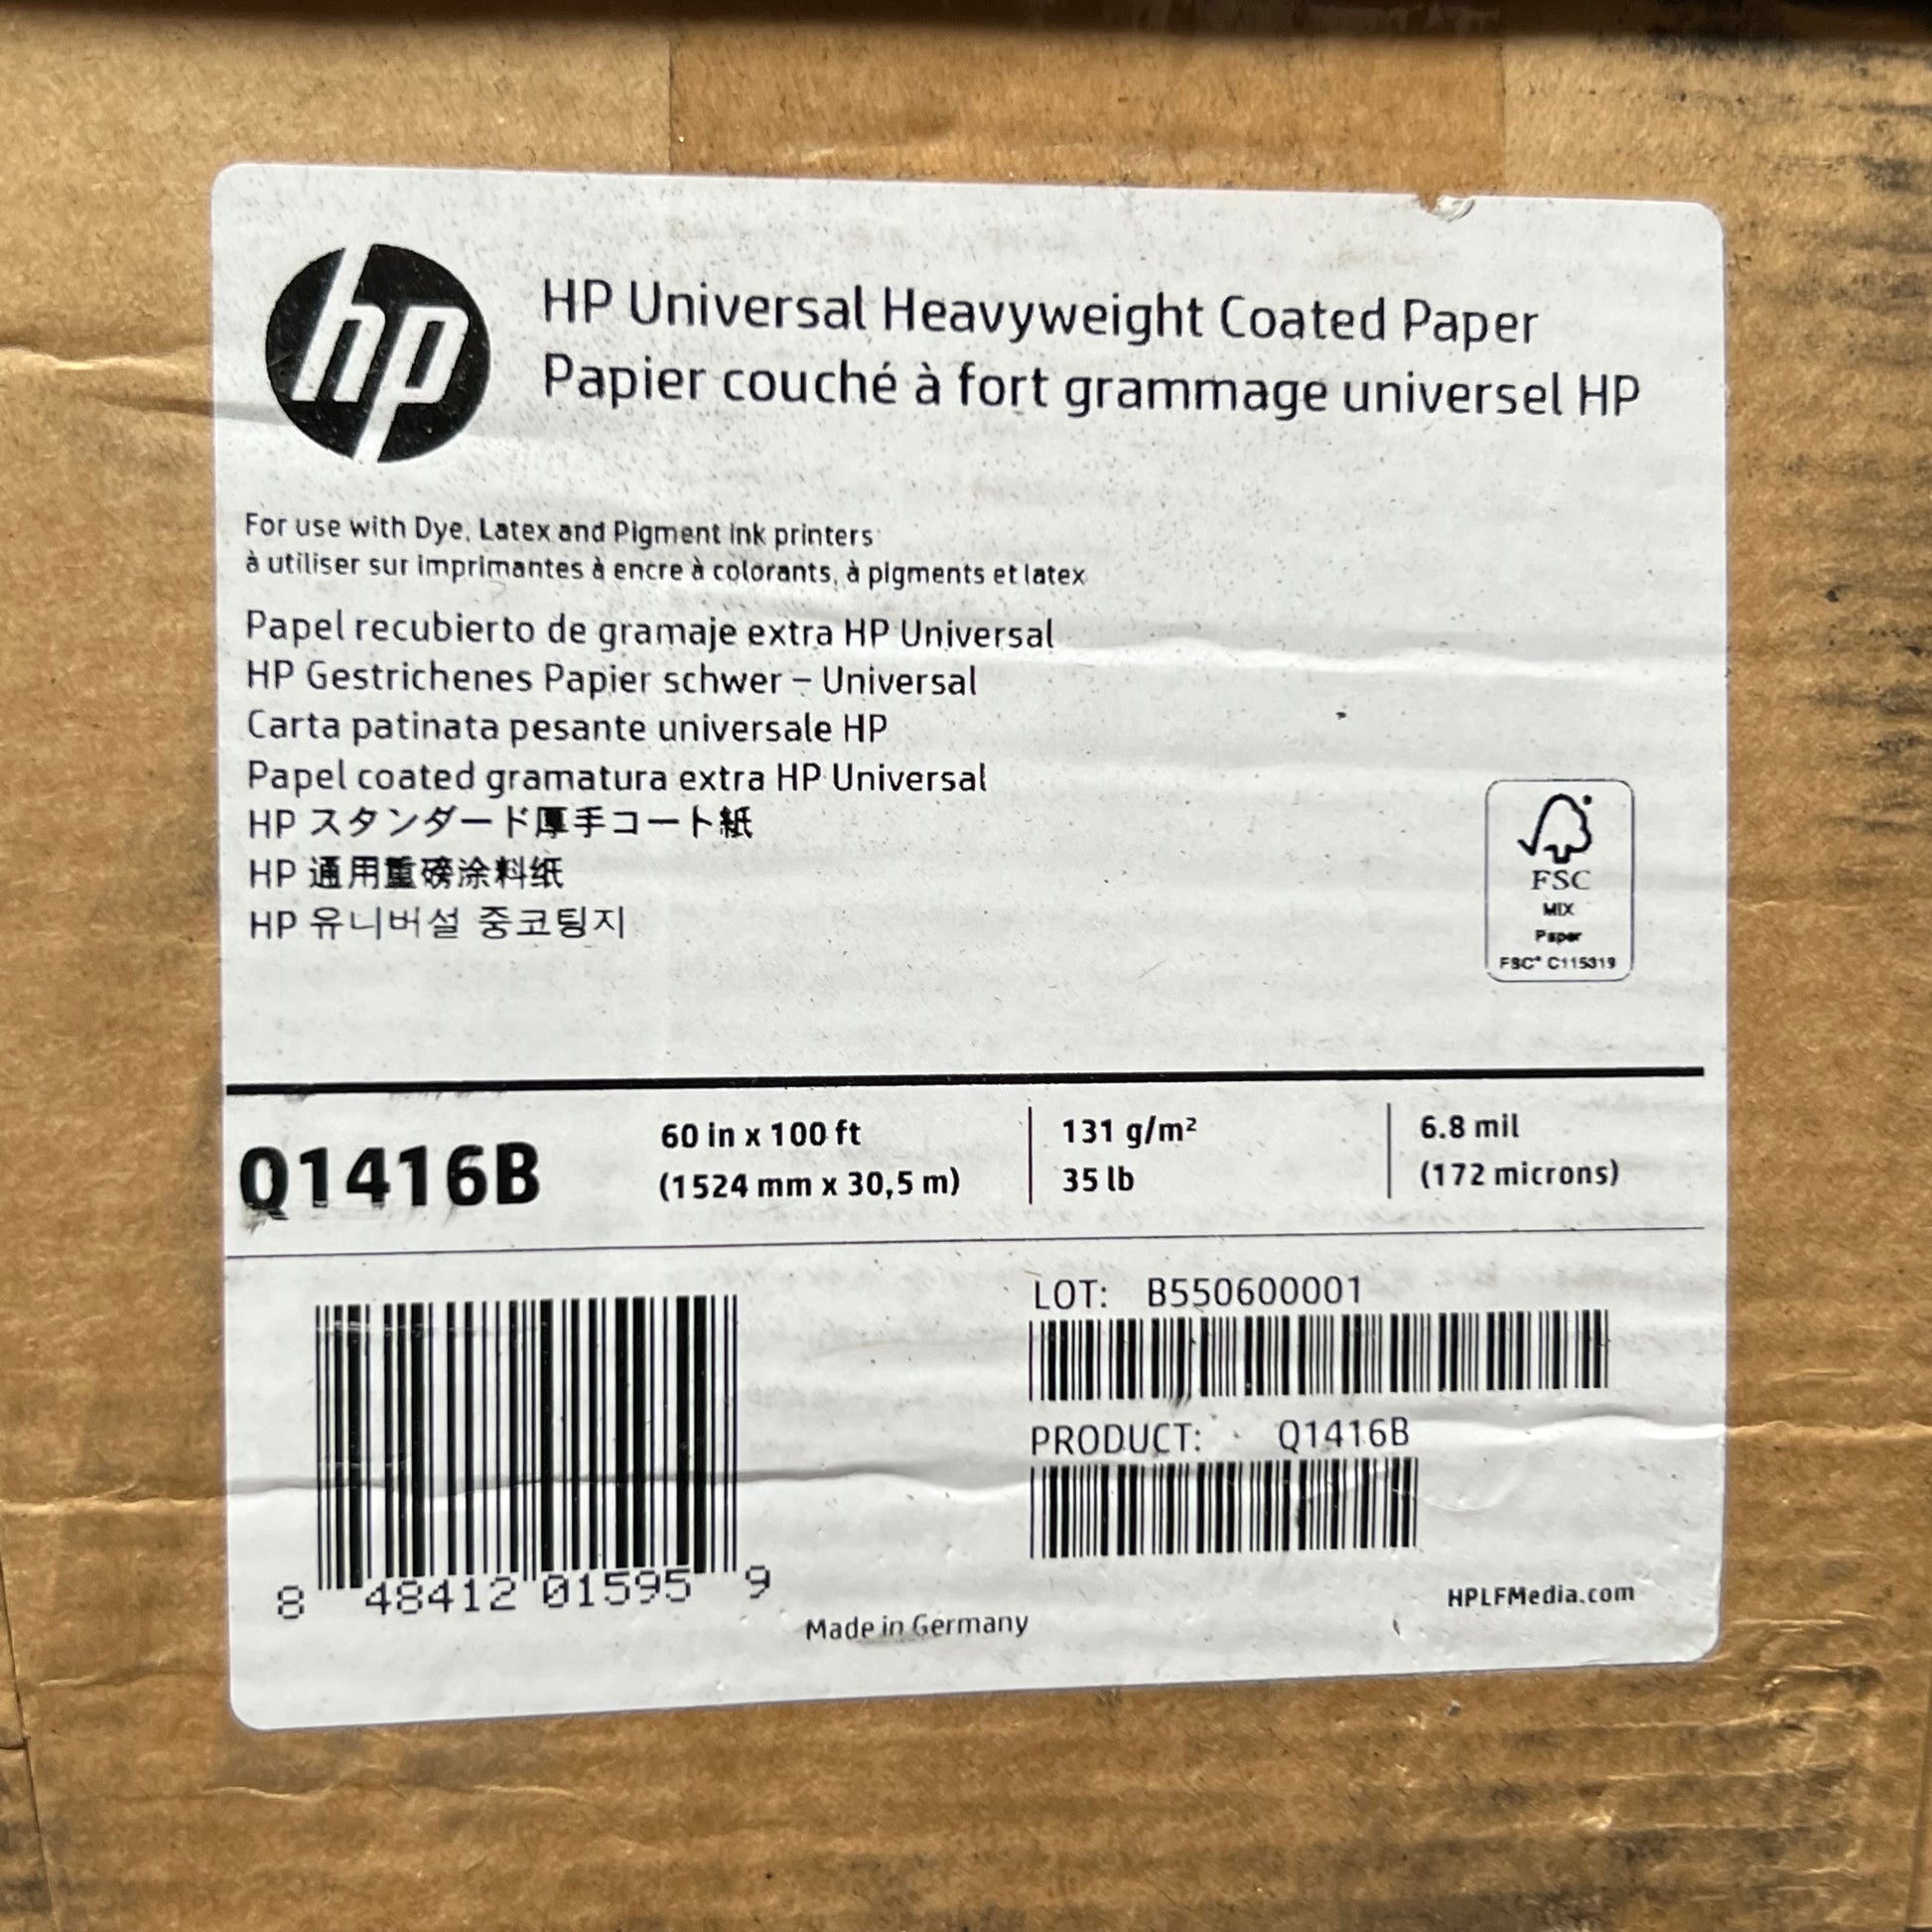 hp
HP Universal Heavyweight Coated Paper
Papier couché à fort grammage universel HP
For use with Dye, Latex and Pigment ink printers
à utiliser sur imprimantes à encre à colorants, à pigments et latex
Papel recubierto de gramaje extra HP Universal
HP Gestrichenes Papier schwer – Universal
Carta patinata pesante universale HP
Papel coated gramatura extra HP Universal
HP スタンダード厚手コート紙
HP 通用重磅涂料纸
HP 유니버설 중코팅지
FSC
MIX
Paper
FSC® C115319
Q1416B
60 in x 100 ft
(1524 mm x 30,5 m)
131 g/m²
35 lb
6.8 mil
(172 microns)
LOT: B550600001
PRODUCT: Q1416B
8 48412 01595 9
Made in Germany
HPLFMedia.com